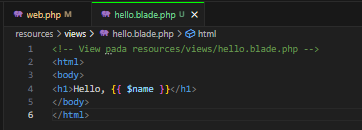 web.php M
hello.blade.php U X
resources > views > hello.blade.php > html
1 <!-- View pada resources/views/hello.blade.php -->
2 <html>
3 <body>
4 <h1>Hello, {{ $name }}</h1>
5 </body>
6 </html>